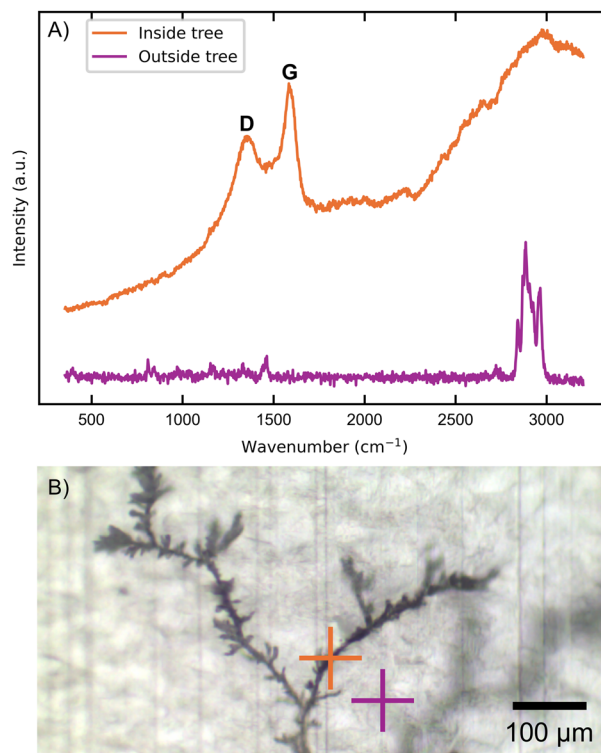 A)
Inside tree
Outside tree
D
G
Intensity (a.u.)
500 1000 1500 2000 2500 3000
Wavenumber (cm⁻¹)
B)
100 µm